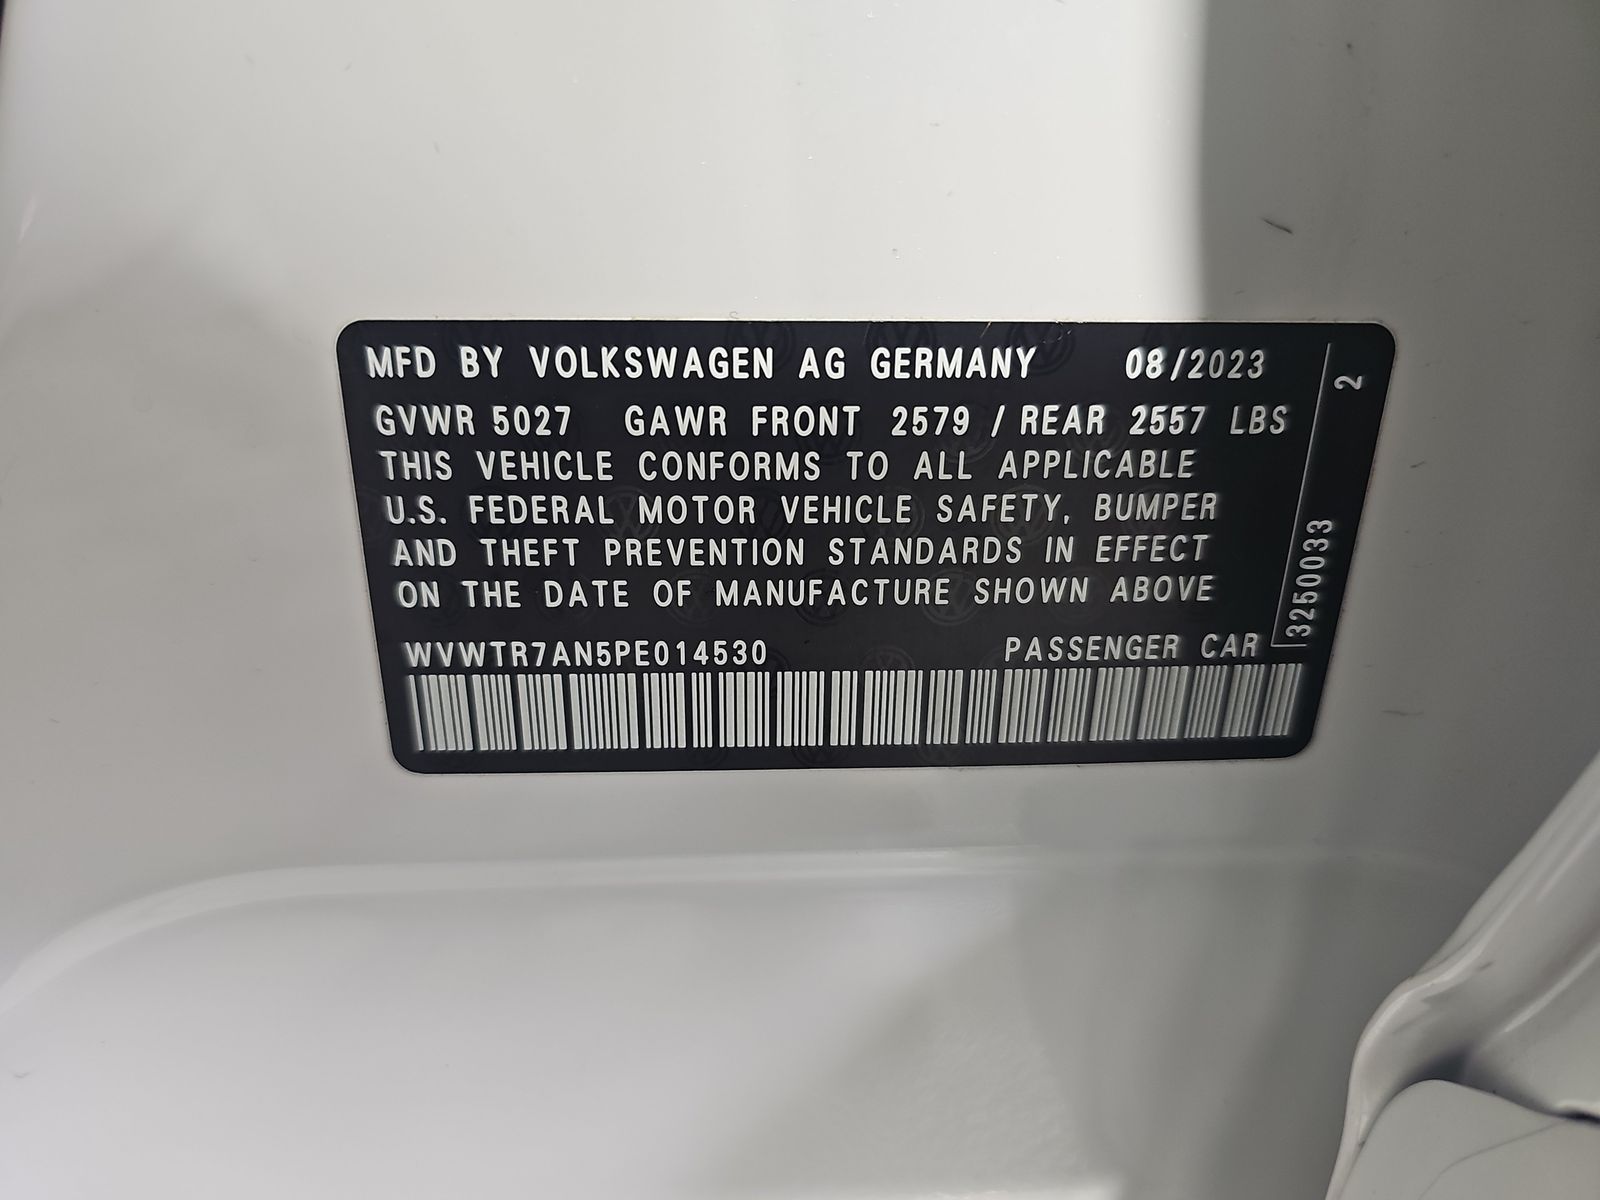 MFD BY VOLKSWAGEN AG GERMANY 08/2023
GVWR 5027 GAWR FRONT 2579 / REAR 2557 LBS
THIS VEHICLE CONFORMS TO ALL APPLICABLE
U.S. FEDERAL MOTOR VEHICLE SAFETY, BUMPER
AND THEFT PREVENTION STANDARDS IN EFFECT
ON THE DATE OF MANUFACTURE SHOWN ABOVE
WVWTR7AN5PE014530 PASSENGER CAR
3250033 2